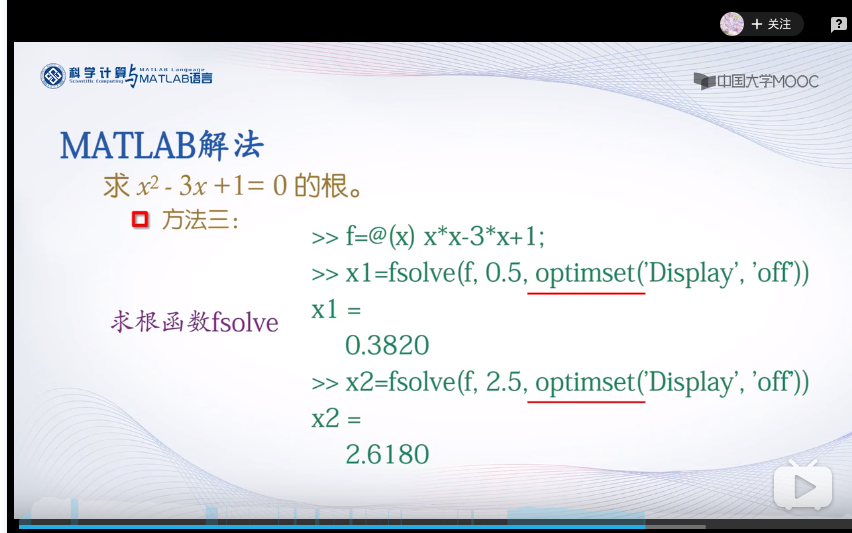 + 关注
?
科学计算与MATLAB语言
MATLAB Language
Scientific Computing
中国大学MOOC
MATLAB解法
求 x² - 3x +1= 0 的根。
方法三：
>> f=@(x) x*x-3*x+1;
>> x1=fsolve(f, 0.5, optimset('Display', 'off'))
x1 =
0.3820
求根函数fsolve
>> x2=fsolve(f, 2.5, optimset('Display', 'off'))
x2 =
2.6180